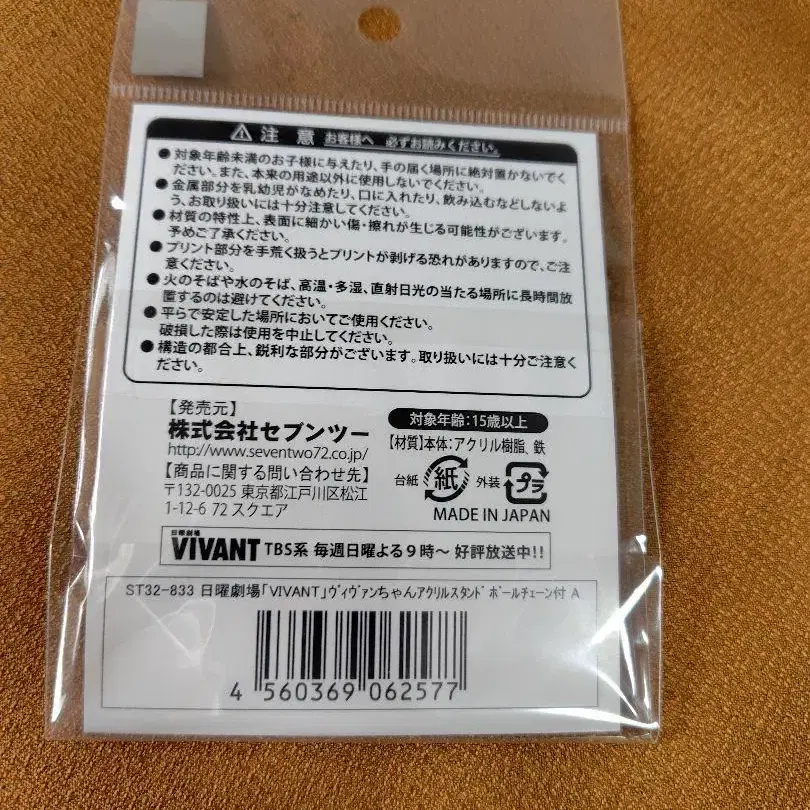 注意 お客様へ 必ずお読みください。
●対象年齢未満のお子様に与えたり、手の届く場所に絶対置かないでく
ださい。また、本来の用途以外に使用しないでください。
●金属部分を乳幼児がなめたり、口に入れたり、飲み込むなどしないよ
う、お取り扱いには十分注意してください。
●材質の特性上、表面に細かい傷・擦れが生じる可能性がございます。
予めご了承ください。
●プリント部分を手荒く扱うとプリントが剥げる恐れがありますので、ご注
意ください。
●火のそばや水のそば、高温・多湿、直射日光の当たる場所に長時間放
置するのは避けてください。
●平らで安定した場所においてご使用ください。
破損した際は使用を中止してください。
●構造の都合上、鋭利な部分がございます。取り扱いには十分ご注意く
ださい。
【発売元】
株式会社セブンツー
http://www.seventwo72.co.jp/
【商品に関する問い合わせ先】
〒132-0025 東京都江戸川区松江
1-12-6 72 スクエア
対象年齢:15歳以上
【材質】本体:アクリル樹脂、鉄
台紙 紙 外装 プラ
MADE IN JAPAN
日曜劇場
VIVANT TBS系 毎週日曜よる9時〜 好評放送中!!
ST32-833 日曜劇場「VIVANT」ヴィヴァンちゃんアクリルスタンド ボールチェーン付 A
4 560369 062577